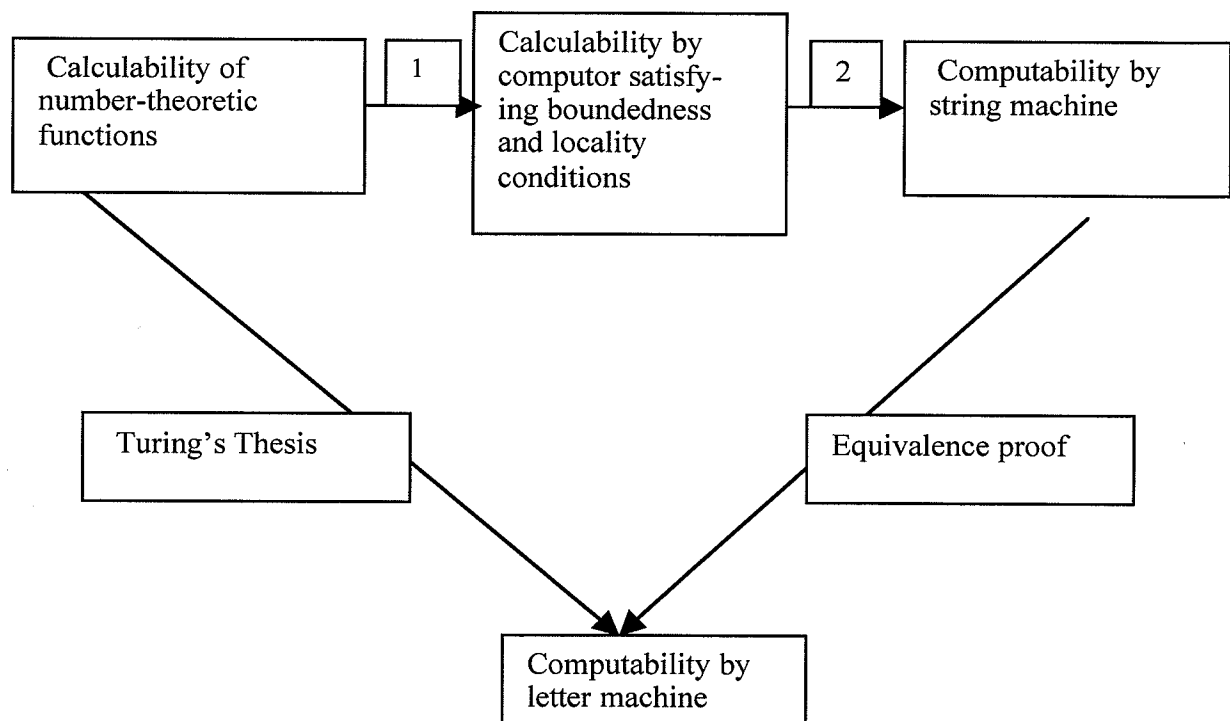 Calculability of
number-theoretic
functions
1
Calculability by
computor satisfy-
ing boundedness
and locality
conditions
2
Computability by
string machine
Turing's Thesis
Equivalence proof
Computability by
letter machine